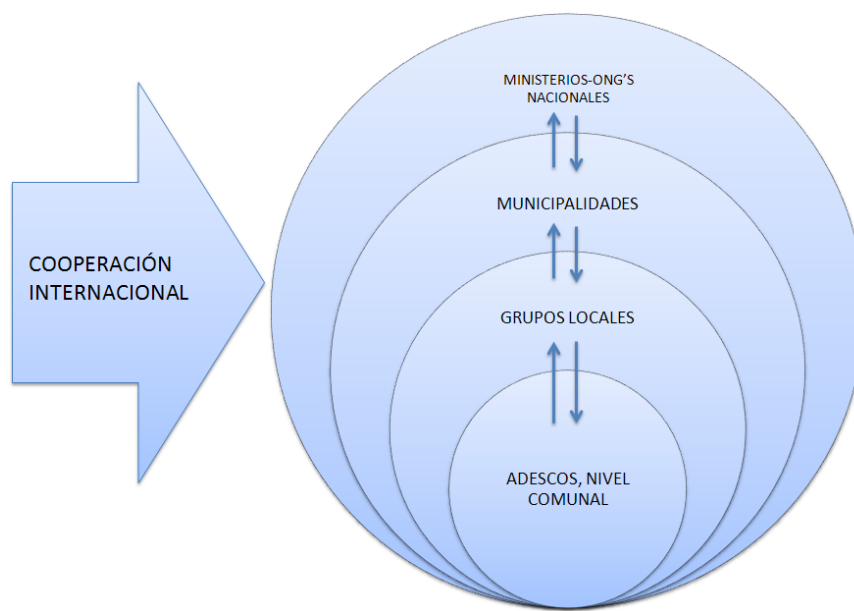 MINISTERIOS-ONG'S
NACIONALES
MUNICIPALIDADES
COOPERACIÓN
INTERNACIONAL
GRUPOS LOCALES
ADESCOS, NIVEL
COMUNAL